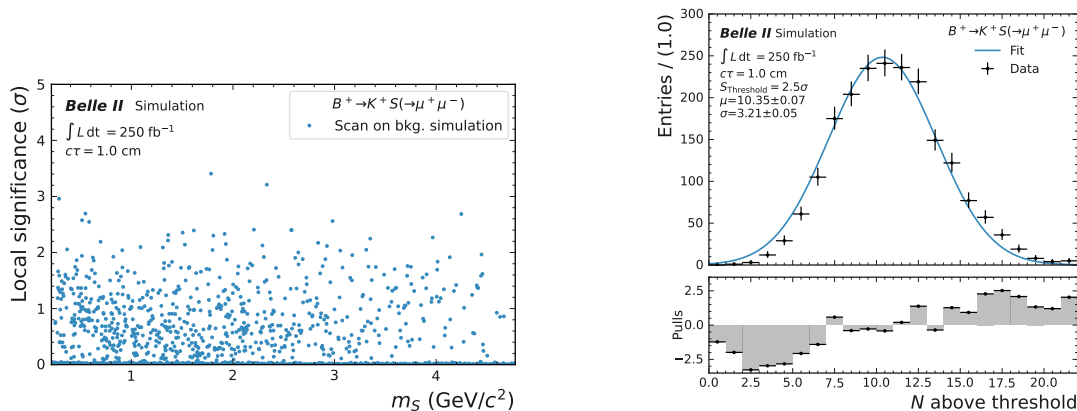 Belle II Simulation
∫ L dt = 250 fb⁻¹
cτ = 1.0 cm
B⁺→K⁺S(→μ⁺μ⁻)
Scan on bkg. simulation
Local significance (σ)
5
4
3
2
1
0
1 2 3 4
m_S (GeV/c²)
Belle II Simulation
∫ L dt = 250 fb⁻¹
cτ = 1.0 cm
S_Threshold = 2.5σ
μ=10.35±0.07
σ=3.21±0.05
B⁺→K⁺S(→μ⁺μ⁻)
Fit
Data
Entries / (1.0)
300
250
200
150
100
50
0
Pulls
2.5
0.0
−2.5
0.0 2.5 5.0 7.5 10.0 12.5 15.0 17.5 20.0
N above threshold